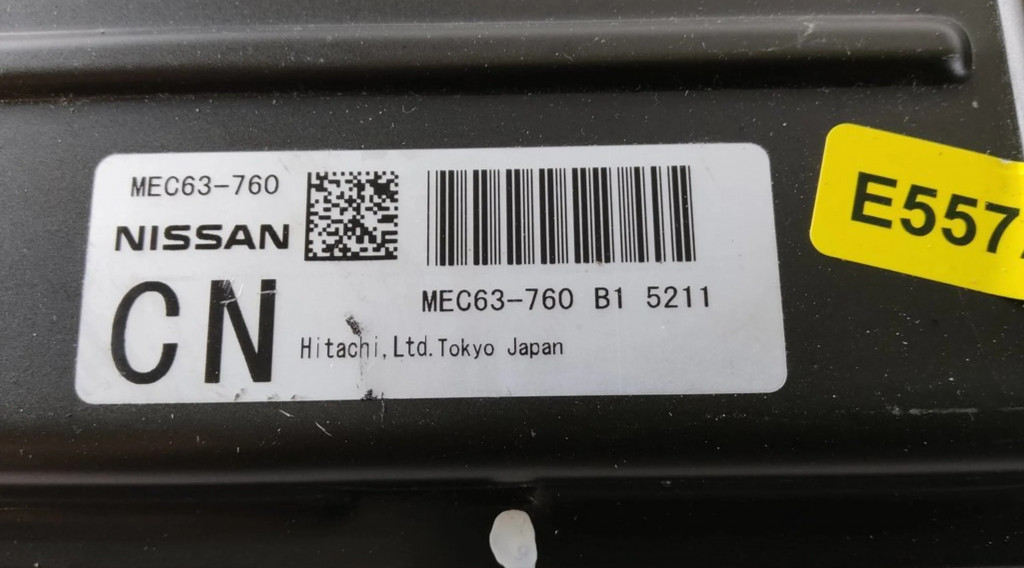 MEC63-760
NISSAN
CN
MEC63-760 B1 5211
Hitachi,Ltd.Tokyo Japan
E557